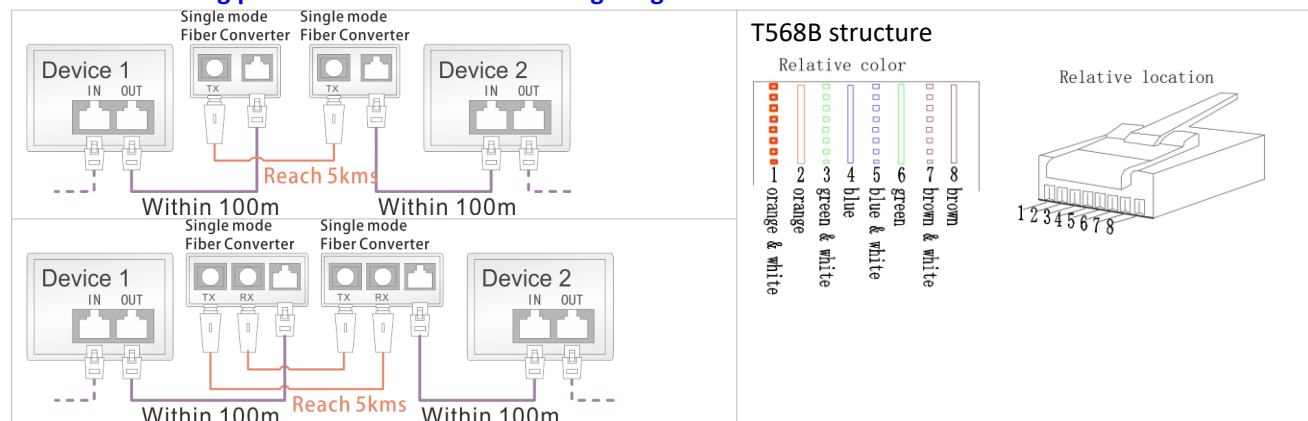 Single mode Single mode
Fiber Converter Fiber Converter
Device 1
IN OUT
TX
TX
Device 2
IN OUT
Reach 5kms
Within 100m
Within 100m
Single mode Single mode
Fiber Converter Fiber Converter
Device 1
IN OUT
TX RX
TX RX
Device 2
IN OUT
Reach 5kms
Within 100m
Within 100m
T568B structure
Relative color
1 orange & white
2 orange
3 green & white
4 blue
5 blue & white
6 green
7 brown & white
8 brown
Relative location
12345678